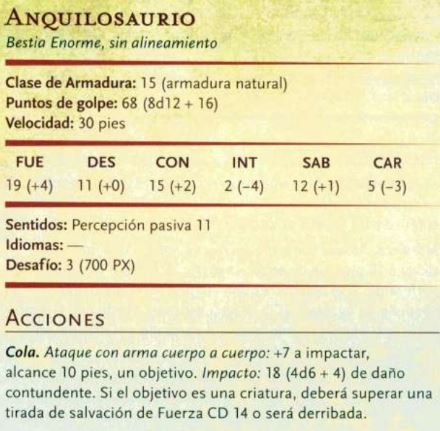 ANQUILOSAURIO
Bestia Enorme, sin alineamiento
Clase de Armadura: 15 (armadura natural)
Puntos de golpe: 68 (8d12 + 16)
Velocidad: 30 pies
FUE DES CON INT SAB CAR
19 (+4) 11 (+0) 15 (+2) 2 (−4) 12 (+1) 5 (−3)
Sentidos: Percepción pasiva 11
Idiomas: —
Desafío: 3 (700 PX)
ACCIONES
Cola. Ataque con arma cuerpo a cuerpo: +7 a impactar,
alcance 10 pies, un objetivo. Impacto: 18 (4d6 + 4) de daño
contundente. Si el objetivo es una criatura, deberá superar una
tirada de salvación de Fuerza CD 14 o será derribada.